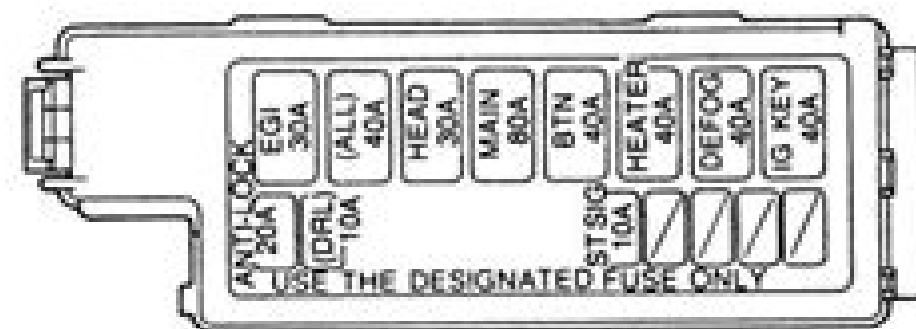 EGI
30A
(ALL)
40A
HEAD
30A
MAIN
80A
BTN
40A
HEATER
40A
DEFOG
40A
IG KEY
40A
ANTI-LOCK
20A
(DRL)
10A
ST SIG
10A
USE THE DESIGNATED FUSE ONLY